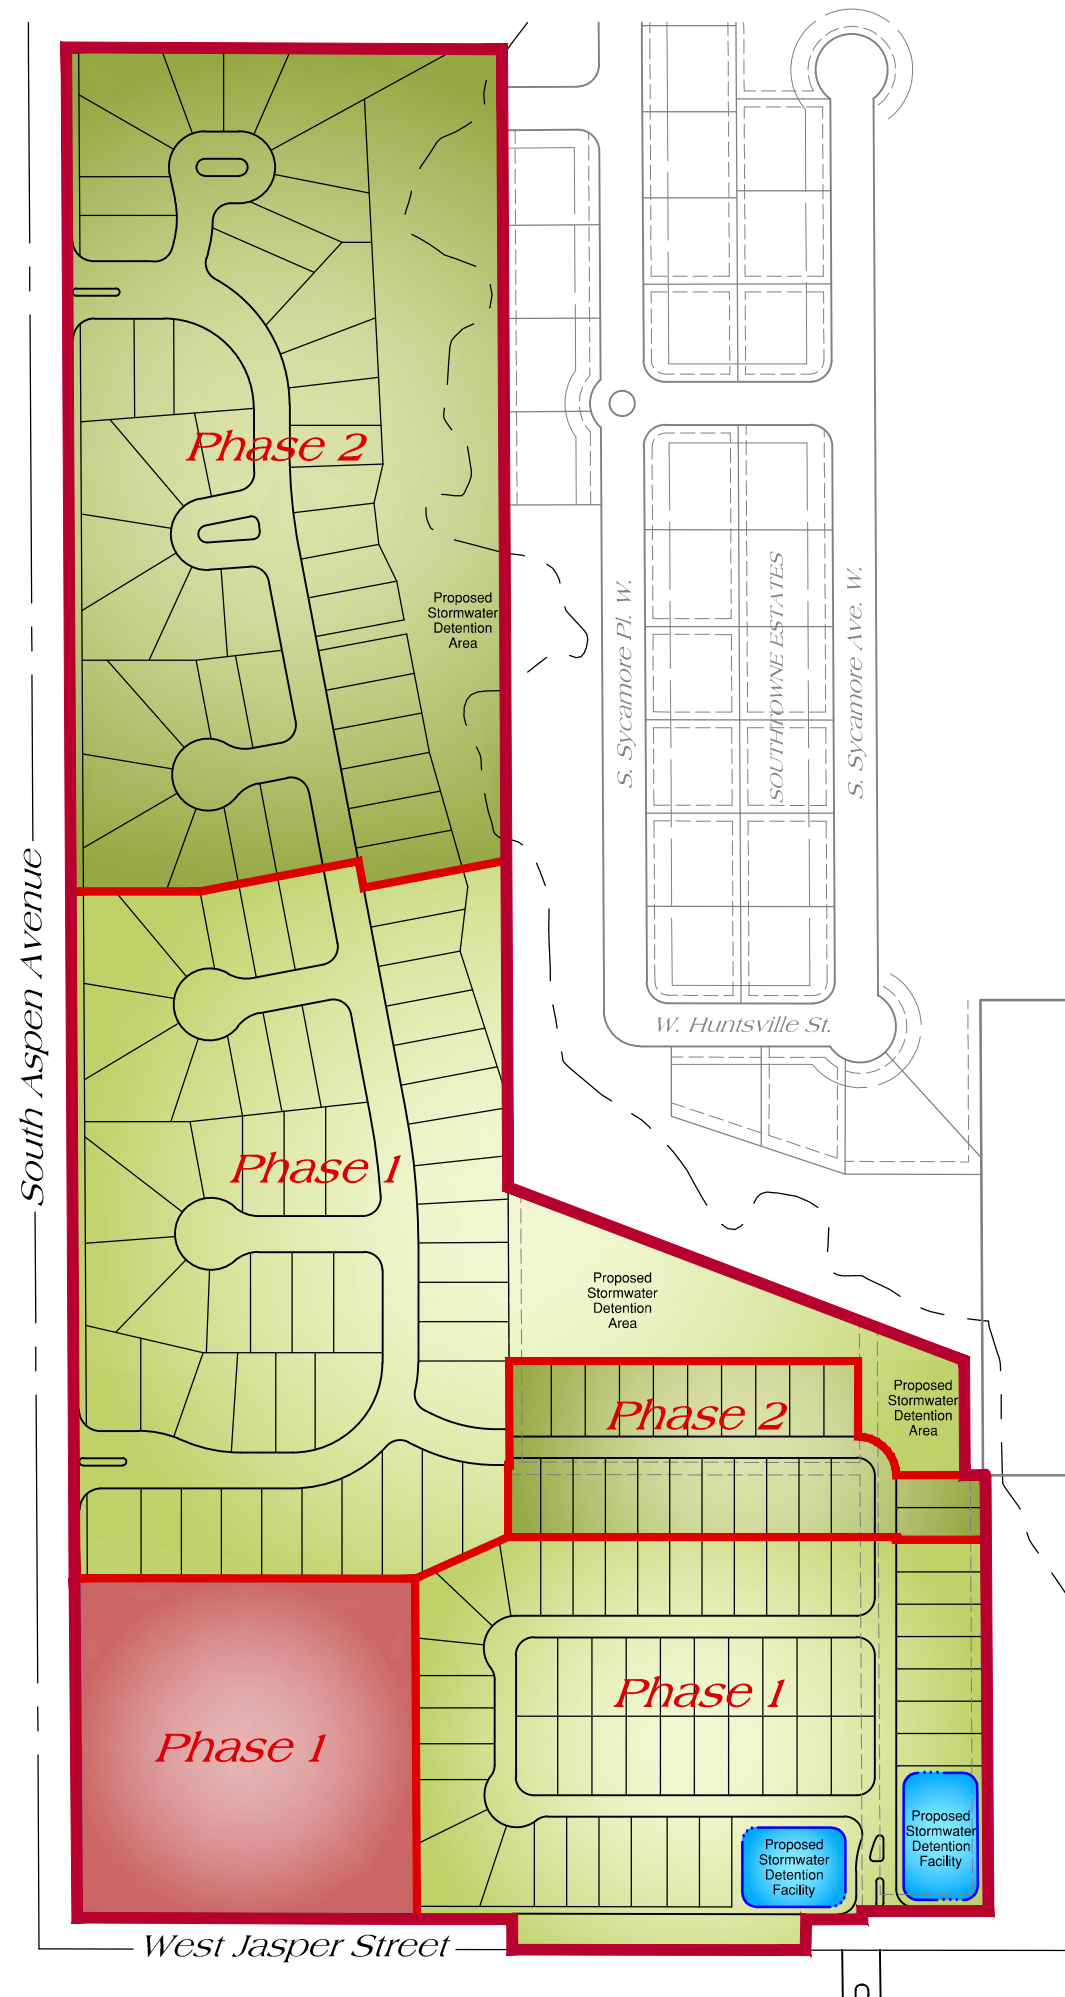 Phase 2
Proposed
Stormwater
Detention
Area
S. Sycamore Pl. W.
SOUTHTOWNE ESTATES
S. Sycamore Ave. W.
South Aspen Avenue
W. Huntsville St.
Phase 1
Proposed
Stormwater
Detention
Area
Proposed
Stormwater
Detention
Area
Phase 2
Phase 1
Phase 1
Proposed
Stormwater
Detention
Facility
Proposed
Stormwater
Detention
Facility
West Jasper Street